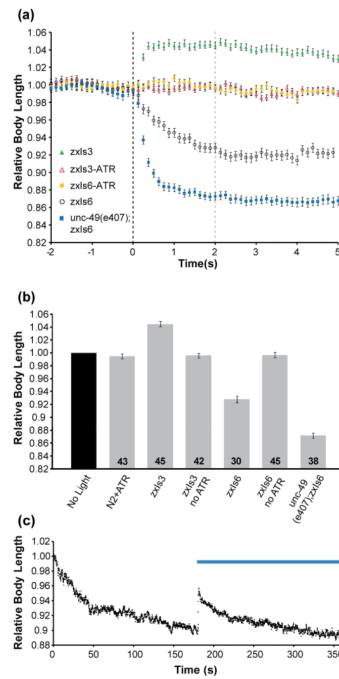 (a)
Relative Body Length
1.06
1.04
1.02
1.00
0.98
0.96
0.94
0.92
0.90
0.88
0.86
0.84
0.82
zxIs3
zxIs3-ATR
zxIs6-ATR
zxIs6
unc-49(e407);
zxIs6
-2 -1 0 1 2 3 4 5
Time(s)
(b)
Relative Body Length
1.06
1.04
1.02
1.00
0.98
0.96
0.94
0.92
0.90
0.88
0.86
0.84
0.82
43 45 42 30 45 38
No Light
N2+ATR
zxIs3
zxIs3
no ATR
zxIs6
zxIs6
no ATR
unc-49
(e407);zxIs6
(c)
Relative Body Length
1.02
1.00
0.98
0.96
0.94
0.92
0.9
0.88
0 50 100 150 200 250 300 350
Time (s)